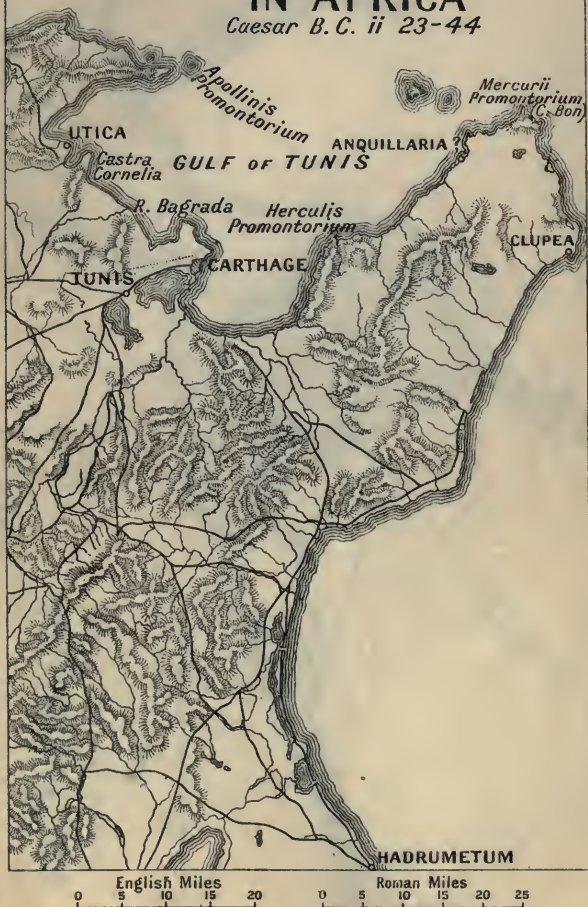 IN AFRICA
Caesar B.C. ii 23-44
Apollinis
Promontorium
Mercurii
Promontorium
(C. Bon)
UTICA
ANQUILLARIA ?
Castra
Cornelia
GULF OF TUNIS
R. Bagrada
Herculis
Promontorium
CLUPEA
CARTHAGE
TUNIS
HADRUMETUM
English Miles
0 5 10 15 20
Roman Miles
0 5 10 15 20 25